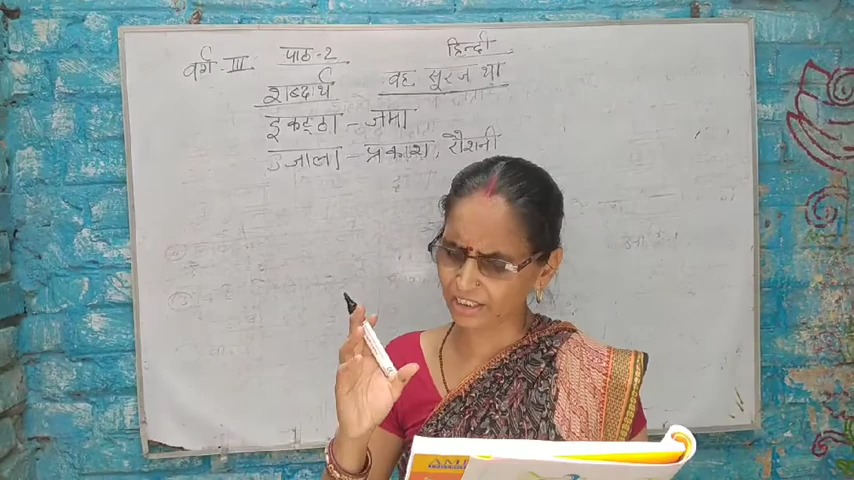 वर्ग - III पाठ-2 हिन्दी
शब्दार्थ वह सूरज था
इकट्ठा - जमा
उजाला - प्रकाश, रौशनी